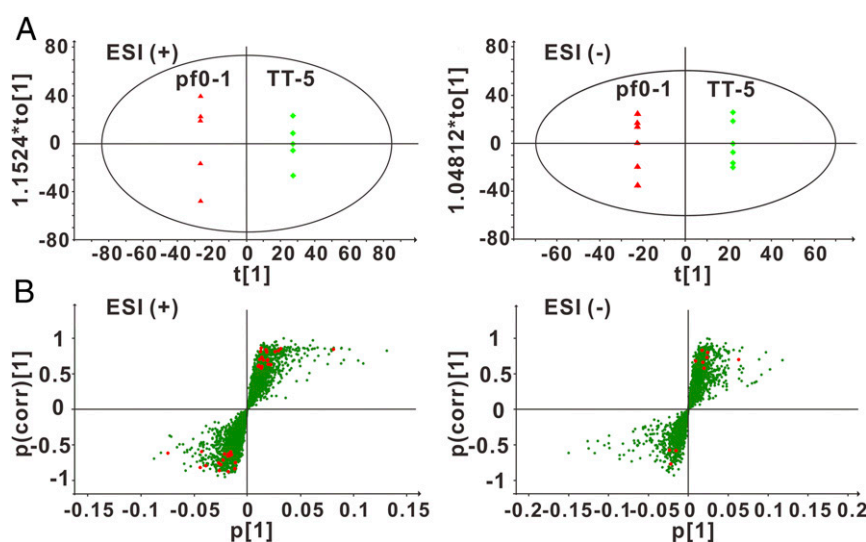 A
ESI (+)
pf0-1 TT-5
1.1524*to[1]
80
40
0
-40
-80
-80 -60 -40 -20 0 20 40 60 80
t[1]
ESI (-)
pf0-1 TT-5
1.04812*to[1]
80
40
0
-40
-80
-60 -40 -20 0 20 40 60
t[1]
B
ESI (+)
p(corr)[1]
1
0.5
0
-0.5
-1
-0.15 -0.1 -0.05 0 0.05 0.1 0.15
p[1]
ESI (-)
p(corr)[1]
1
0.5
0
-0.5
-1
-0.2 -0.15 -0.1 -0.05 0 0.05 0.1 0.15 0.2
p[1]